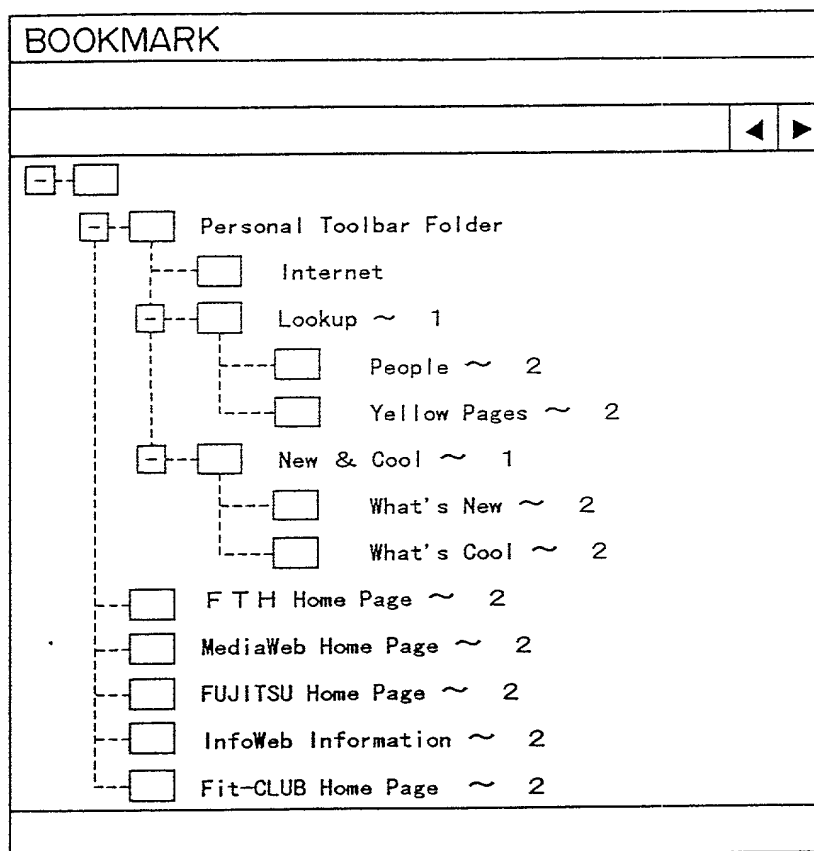 BOOKMARK
Personal Toolbar Folder
Internet
Lookup ~ 1
People ~ 2
Yellow Pages ~ 2
New & Cool ~ 1
What's New ~ 2
What's Cool ~ 2
FTH Home Page ~ 2
MediaWeb Home Page ~ 2
FUJITSU Home Page ~ 2
InfoWeb Information ~ 2
Fit-CLUB Home Page ~ 2